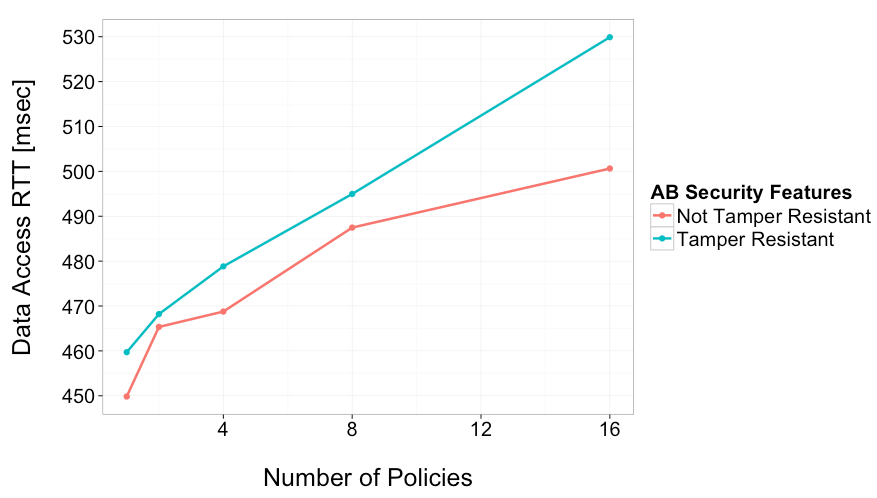 Data Access RTT [msec]
530
520
510
500
490
480
470
460
450
4 8 12 16
Number of Policies
AB Security Features
Not Tamper Resistant
Tamper Resistant